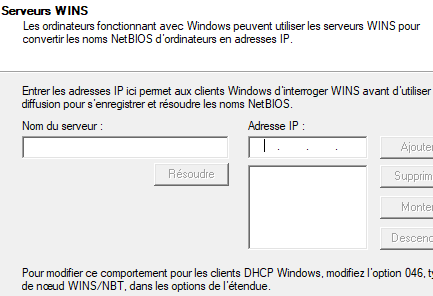 Serveurs WINS
Les ordinateurs fonctionnant avec Windows peuvent utiliser les serveurs WINS pour
convertir les noms NetBIOS d'ordinateurs en adresses IP.
Entrer les adresses IP ici permet aux clients Windows d'interroger WINS avant d'utiliser
diffusion pour s'enregistrer et résoudre les noms NetBIOS.
Nom du serveur :
Adresse IP :
. . .
Ajouter
Résoudre
Supprim
Monte
Descend
Pour modifier ce comportement pour les clients DHCP Windows, modifiez l'option 046, ty
de nœud WINS/NBT, dans les options de l'étendue.